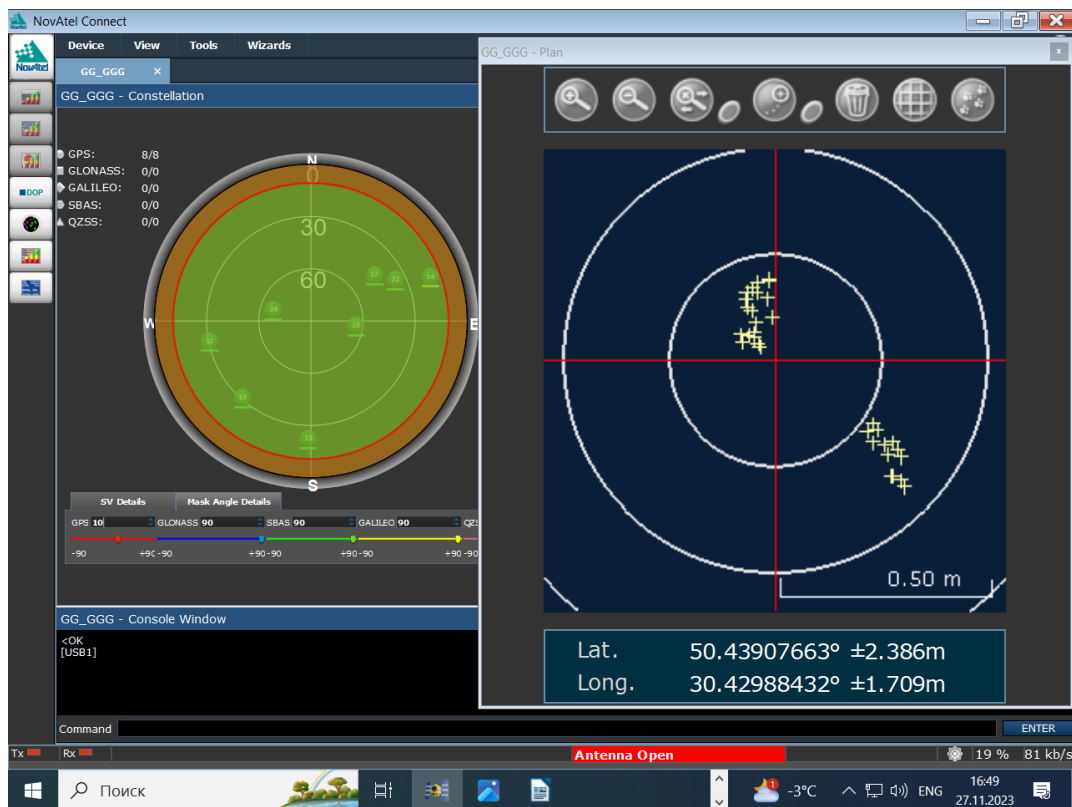 NovAtel Connect
NovAtel
Device View Tools Wizards
GG_GGG x
GG_GGG - Constellation
GPS: 8/8
GLONASS: 0/0
GALILEO: 0/0
SBAS: 0/0
QZSS: 0/0
DOP
N
0
30
60
W
E
S
17
22
14
24
19
12
15
13
SV Details Mask Angle Details
GPS 10 GLONASS 90 SBAS 90 GALILEO 90 QZS
-90 +90 -90 +90 -90 +90 -90 +90 -90
GG_GGG - Plan
0.50 m
Lat. 50.43907663° ±2.386m
Long. 30.42988432° ±1.709m
GG_GGG - Console Window
<OK
[USB1]
Command ENTER
Tx Rx Antenna Open 19 % 81 kb/s
Поиск 1 -3°C ENG 16:49
27.11.2023